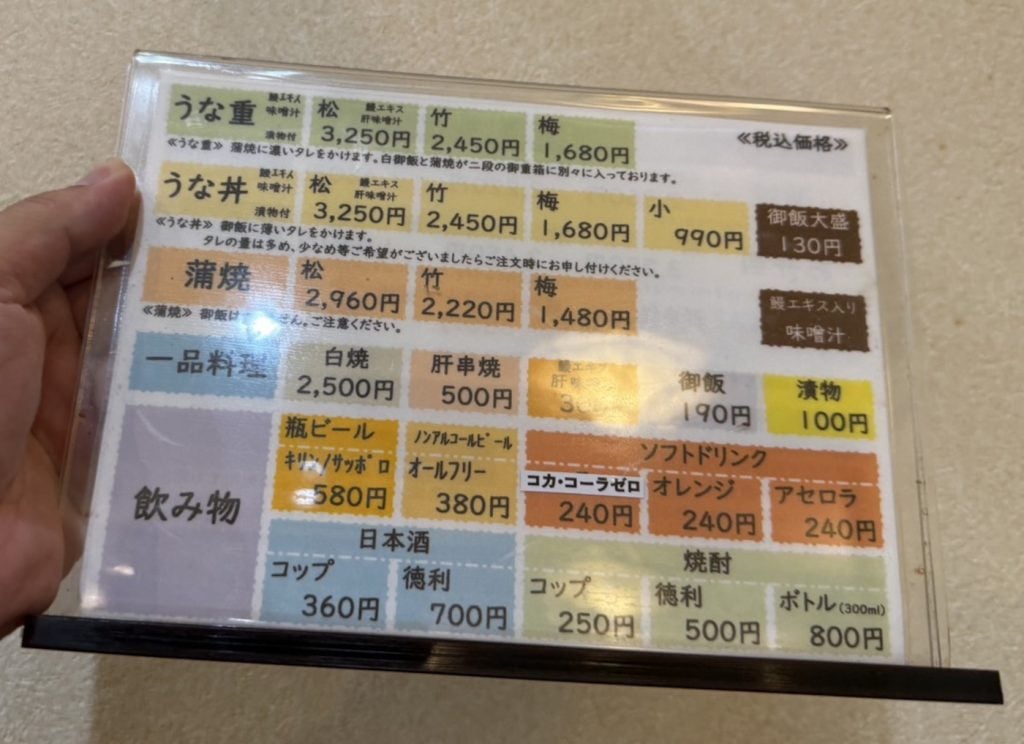 うな重 鰻エキス 味噌汁 漬物付 松 鰻エキス 肝味噌汁 3,250円 竹 2,450円 梅 1,680円 ≪税込価格≫
≪うな重≫ 蒲焼に濃いタレをかけます。白御飯と蒲焼が二段の御重箱に別々に入っております。
うな丼 鰻エキス 味噌汁 漬物付 松 鰻エキス 肝味噌汁 3,250円 竹 2,450円 梅 1,680円 小 990円 御飯大盛 130円
≪うな丼≫ 御飯に薄いタレをかけます。
タレの量は多め、少なめ等ご希望がございましたらご注文時にお申し付けください。
蒲焼 松 2,960円 竹 2,220円 梅 1,480円 鰻エキス入り 味噌汁
≪蒲焼≫ 御飯は せん。ご注意ください。
一品料理 白焼 2,500円 肝串焼 500円 鰻エキス 肝味 御飯 190円 漬物 100円
飲み物
瓶ビール キリン/サッポロ 580円
ノンアルコールビール オールフリー 380円
ソフトドリンク
コカ・コーラゼロ 240円 オレンジ 240円 アセロラ 240円
日本酒
コップ 360円 徳利 700円
焼酎
コップ 250円 徳利 500円 ボトル(300ml) 800円